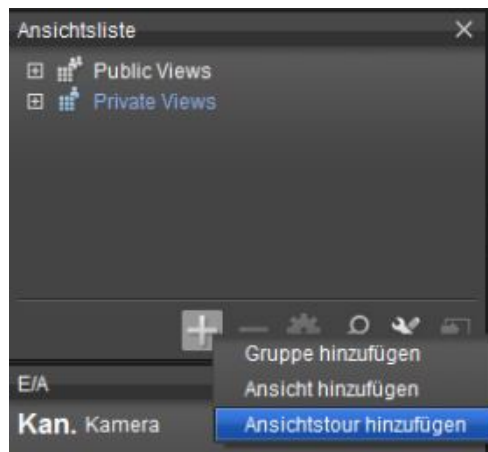 Ansichtsliste
Public Views
Private Views
Gruppe hinzufügen
Ansicht hinzufügen
Ansichtstour hinzufügen
E/A
Kan. Kamera